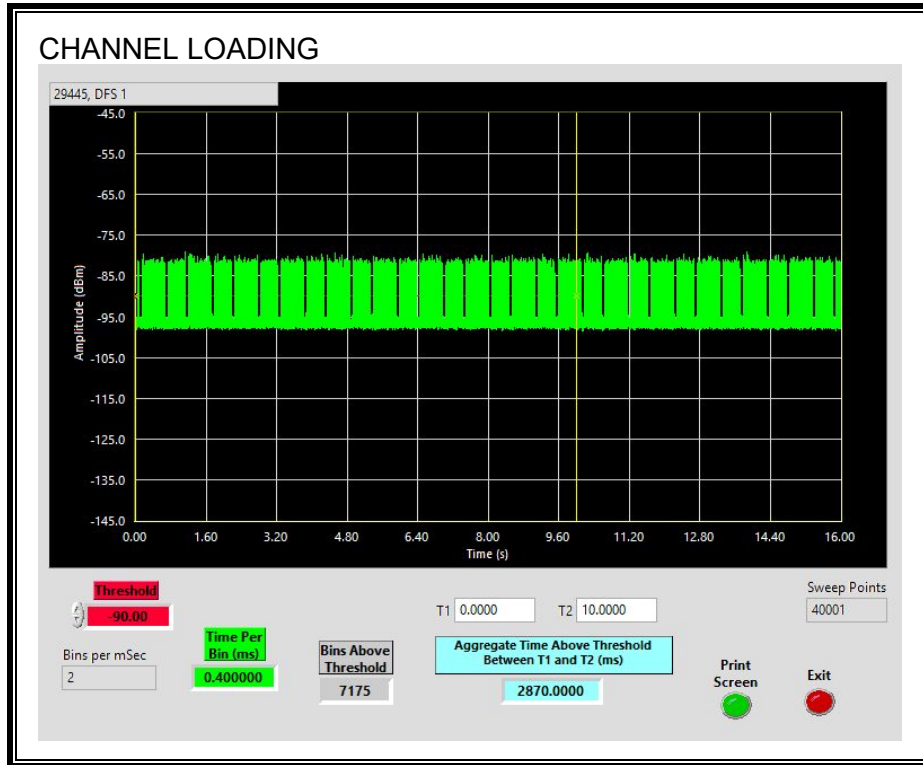 CHANNEL LOADING
29445, DFS 1
Amplitude (dBm)
-45.0
-55.0
-65.0
-75.0
-85.0
-95.0
-105.0
-115.0
-125.0
-135.0
-145.0
0.00 1.60 3.20 4.80 6.40 8.00 9.60 11.20 12.80 14.40 16.00
Time (s)
Threshold
-90.00
Bins per mSec
2
Time Per
Bin (ms)
0.400000
Bins Above
Threshold
7175
T1 0.0000 T2 10.0000
Aggregate Time Above Threshold
Between T1 and T2 (ms)
2870.0000
Sweep Points
40001
Print
Screen
Exit